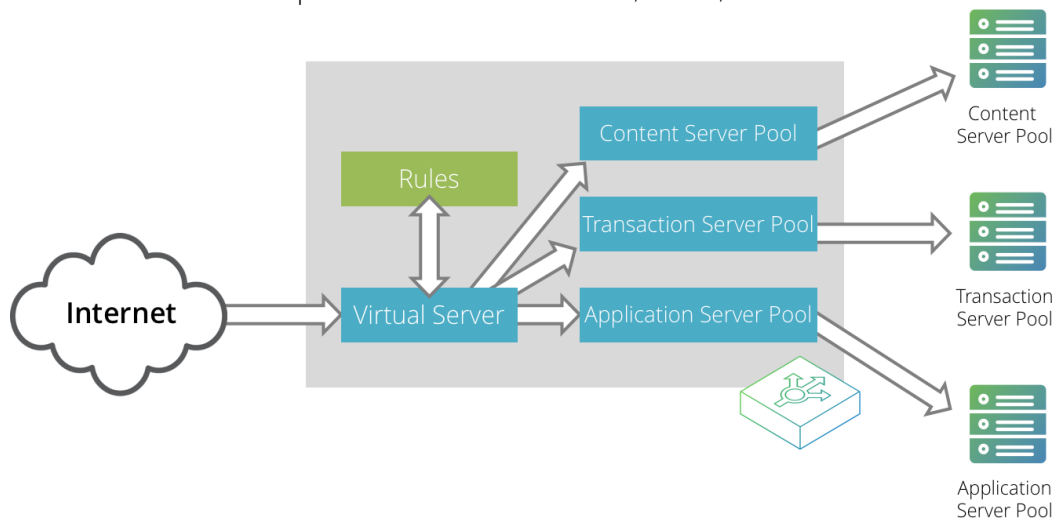 Content Server Pool
Rules
Transaction Server Pool
Internet
Virtual Server
Application Server Pool
Content
Server Pool
Transaction
Server Pool
Application
Server Pool